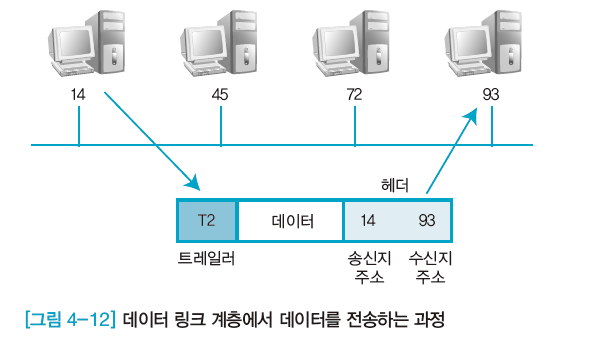 14 45 72 93
헤더
T2 데이터 14 93
트레일러 송신지 수신지
주소 주소
[그림 4-12] 데이터 링크 계층에서 데이터를 전송하는 과정